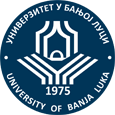 УНИВЕРЗИТЕТ У БАЊОЈ ЛУЦИ
1975
UNIVERSITY OF BANJA LUKA